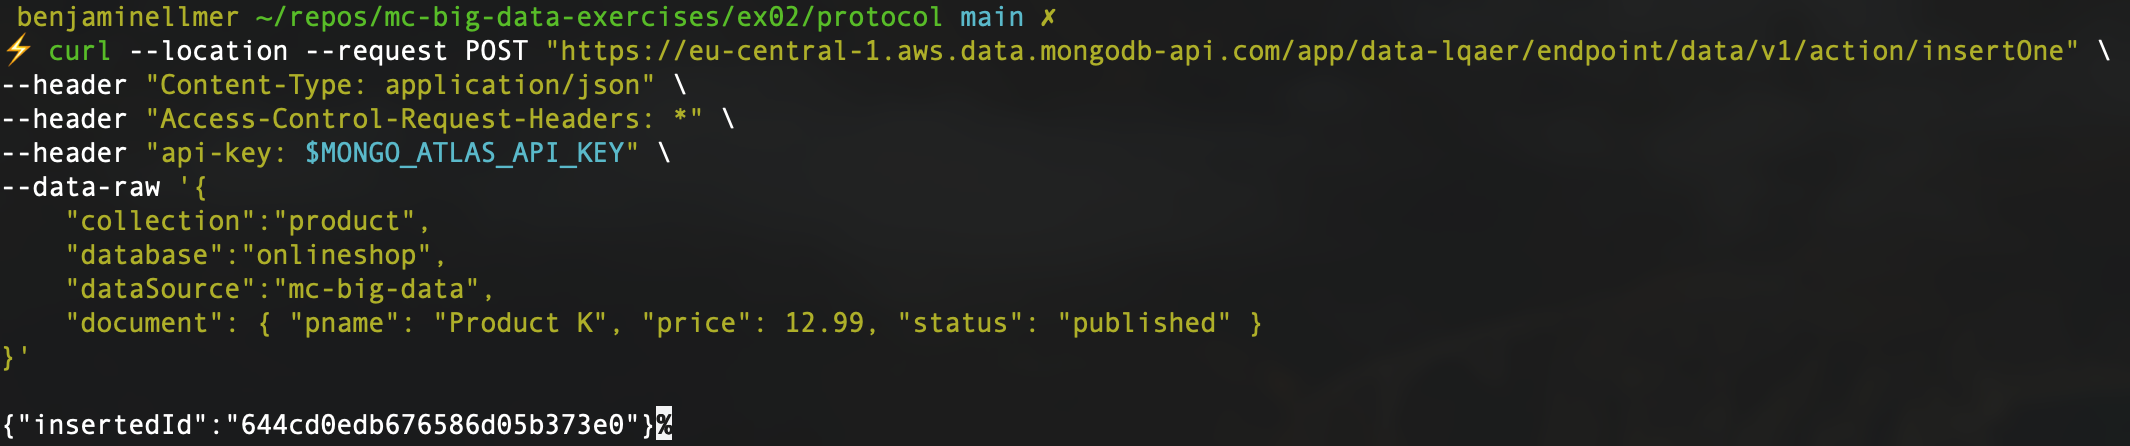 benjaminellmer ~/repos/mc-big-data-exercises/ex02/protocol main ✗
⚡ curl --location --request POST "https://eu-central-1.aws.data.mongodb-api.com/app/data-lqaer/endpoint/data/v1/action/insertOne" \
--header "Content-Type: application/json" \
--header "Access-Control-Request-Headers: *" \
--header "api-key: $MONGO_ATLAS_API_KEY" \
--data-raw '{
    "collection":"product",
    "database":"onlineshop",
    "dataSource":"mc-big-data",
    "document": { "pname": "Product K", "price": 12.99, "status": "published" }
}'
{"insertedId":"644cd0edb676586d05b373e0"}%